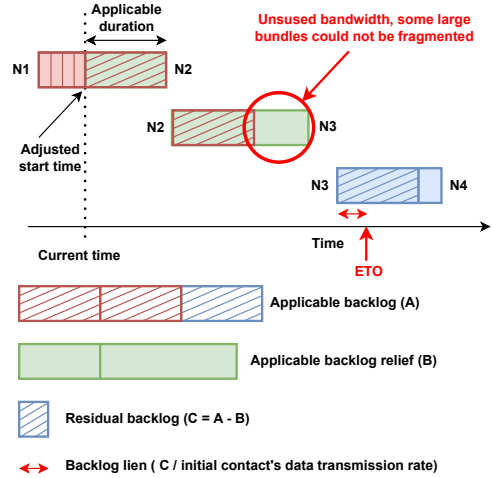 Applicable
duration
Unsused bandwidth, some large
bundles could not be fragmented
N1
N2
N2
N3
Adjusted
start time
N3
N4
Current time
Time
ETO
Applicable backlog (A)
Applicable backlog relief (B)
Residual backlog (C = A - B)
Backlog lien ( C / initial contact's data transmission rate)